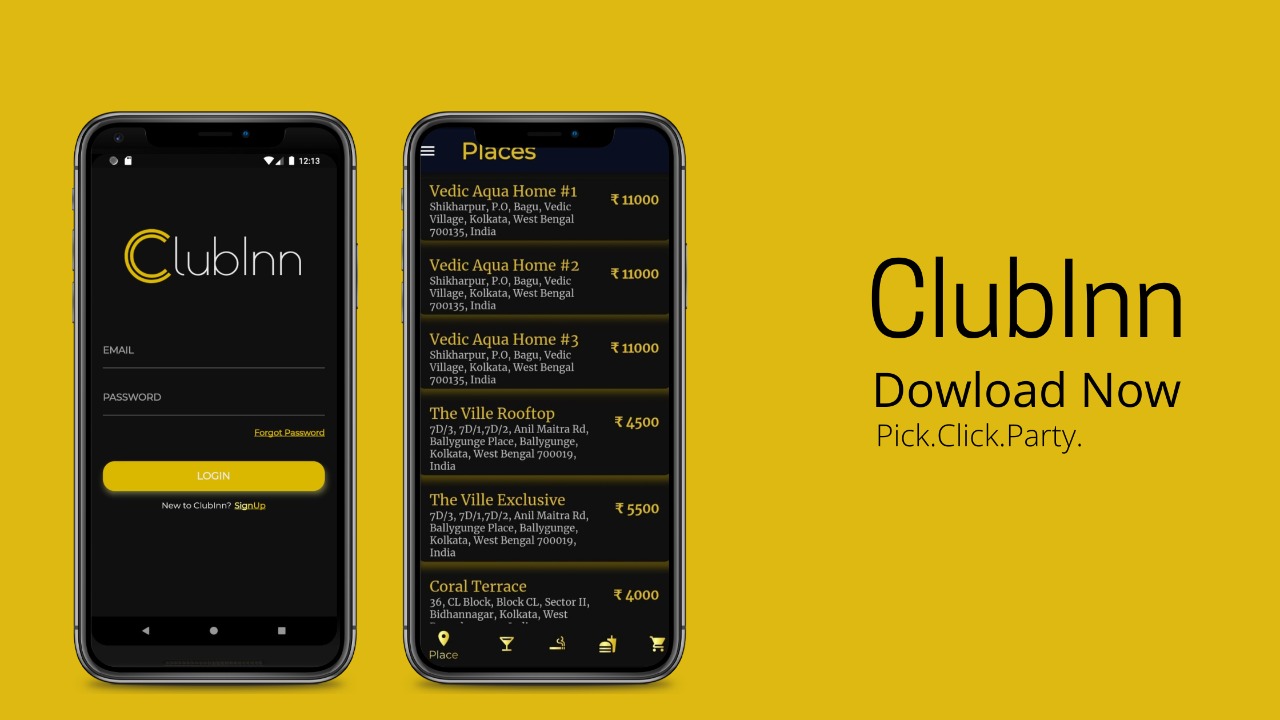 12:13
ClubInn
EMAIL
PASSWORD
Forgot Password
LOGIN
New to ClubInn? SignUp
Places
Vedic Aqua Home #1
₹ 11000
Shikharpur, P.O, Bagu, Vedic
Village, Kolkata, West Bengal
700135, India
Vedic Aqua Home #2
₹ 11000
Shikharpur, P.O, Bagu, Vedic
Village, Kolkata, West Bengal
700135, India
Vedic Aqua Home #3
₹ 11000
Shikharpur, P.O, Bagu, Vedic
Village, Kolkata, West Bengal
700135, India
The Ville Rooftop
₹ 4500
7D/3, 7D/1,7D/2, Anil Maitra Rd,
Ballygunge Place, Ballygunge,
Kolkata, West Bengal 700019,
India
The Ville Exclusive
₹ 5500
7D/3, 7D/1,7D/2, Anil Maitra Rd,
Ballygunge Place, Ballygunge,
Kolkata, West Bengal 700019,
India
Coral Terrace
₹ 4000
36, CL Block, Block CL, Sector II,
Bidhannagar, Kolkata, West
Place
ClubInn
Dowload Now
Pick.Click.Party.